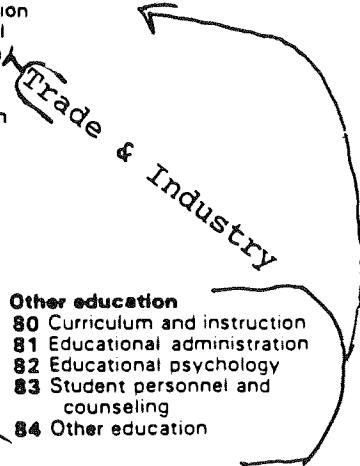 Trade & Industry
Other education
80 Curriculum and instruction
81 Educational administration
82 Educational psychology
83 Student personnel and
counseling
84 Other education